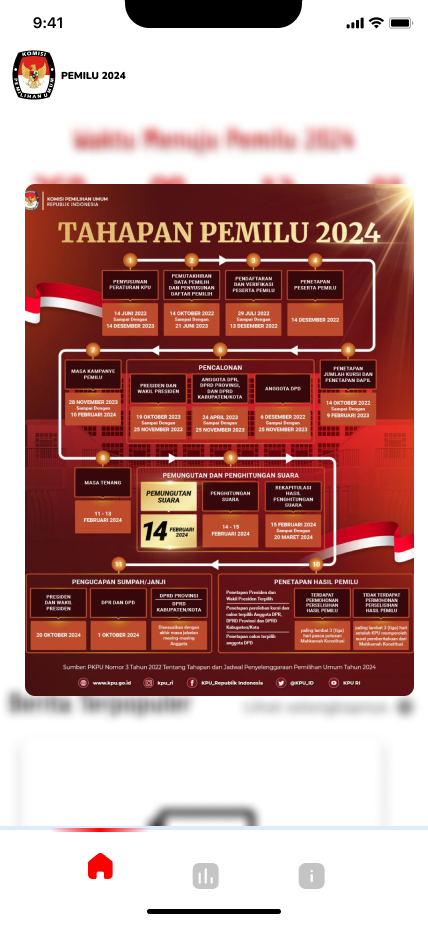 9:41
KOMISI
PEMILIHAN UMUM
PEMILU 2024
Waktu Menuju Pemilu 2024
KOMISI PEMILIHAN UMUM
REPUBLIK INDONESIA
TAHAPAN PEMILU 2024
1
2
3
4
PENYUSUNAN
PERATURAN KPU
14 JUNI 2022
Sampai Dengan
14 DESEMBER 2023
PEMUTAKHIRAN
DATA PEMILIH
DAN PENYUSUNAN
DAFTAR PEMILIH
14 OKTOBER 2022
Sampai Dengan
21 JUNI 2023
PENDAFTARAN
DAN VERIFIKASI
PESERTA PEMILU
29 JULI 2022
Sampai Dengan
13 DESEMBER 2022
PENETAPAN
PESERTA PEMILU
14 DESEMBER 2022
7
6
5
MASA KAMPANYE
PEMILU
28 NOVEMBER 2023
Sampai Dengan
10 FEBRUARI 2024
PENCALONAN
PRESIDEN DAN
WAKIL PRESIDEN
19 OKTOBER 2023
Sampai Dengan
25 NOVEMBER 2023
ANGGOTA DPR,
DPRD PROVINSI,
DAN DPRD
KABUPATEN/KOTA
24 APRIL 2023
Sampai Dengan
25 NOVEMBER 2023
ANGGOTA DPD
6 DESEMBER 2022
Sampai Dengan
25 NOVEMBER 2023
PENETAPAN
JUMLAH KURSI DAN
PENETAPAN DAPIL
14 OKTOBER 2022
Sampai Dengan
9 FEBRUARI 2023
8
9
MASA TENANG
11 - 13
FEBRUARI 2024
PEMUNGUTAN DAN PENGHITUNGAN SUARA
PEMUNGUTAN
SUARA
14 FEBRUARI
2024
PENGHITUNGAN
SUARA
14 - 15
FEBRUARI 2024
REKAPITULASI
HASIL
PENGHITUNGAN
SUARA
15 FEBRUARI 2024
Sampai Dengan
20 MARET 2024
11
10
PENGUCAPAN SUMPAH/JANJI
PRESIDEN
DAN WAKIL
PRESIDEN
20 OKTOBER 2024
DPR DAN DPD
1 OKTOBER 2024
DPRD PROVINSI
DPRD
KABUPATEN/KOTA
Disesuaikan dengan
akhir masa jabatan
masing-masing
Anggota
PENETAPAN HASIL PEMILU
Penetapan Presiden dan
Wakil Presiden Terpilih
Penetapan perolehan kursi dan
calon terpilih Anggota DPR,
DPRD Provinsi dan DPRD
Kabupaten/Kota
Penetapan calon terpilih
anggota DPD
TERDAPAT
PERMOHONAN
PERSELISIHAN
HASIL PEMILU
paling lambat 3 (tiga)
hari pasca putusan
Mahkamah Konstitusi
TIDAK TERDAPAT
PERMOHONAN
PERSELISIHAN
HASIL PEMILU
paling lambat 3 (tiga) hari
setelah KPU memperoleh
surat pemberitahuan dari
Mahkamah Konstitusi
Sumber: PKPU Nomor 3 Tahun 2022 Tentang Tahapan dan Jadwal Penyelenggaraan Pemilihan Umum Tahun 2024
www.kpu.go.id
kpu_ri
KPU_Republik Indonesia
@KPU_ID
KPU RI
Berita Terpopuler
Lihat selengkapnya